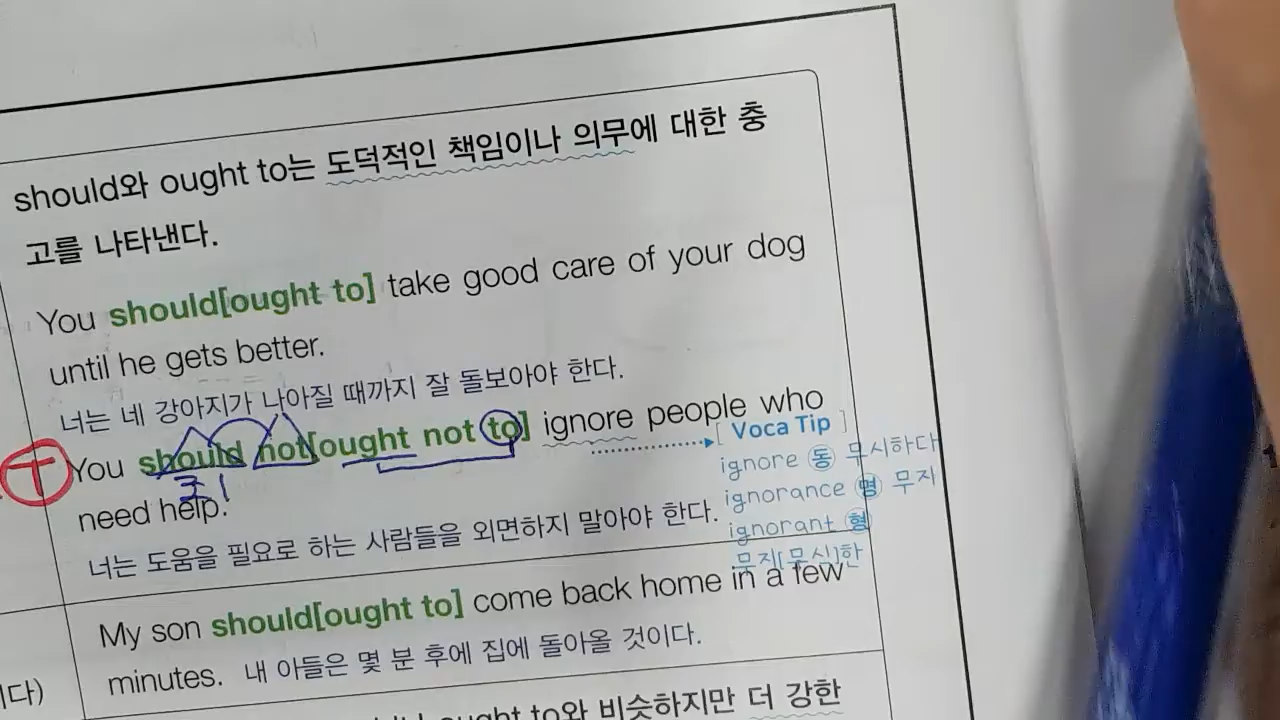 should와 ought to는 도덕적인 책임이나 의무에 대한 충
고를 나타낸다.
You should[ought to] take good care of your dog
until he gets better.
너는 네 강아지가 나아질 때까지 잘 돌보아야 한다.
T You should not[ought not to] ignore people who
need help.
너는 도움을 필요로 하는 사람들을 외면하지 말아야 한다.
[ Voca Tip ]
ignore 동 무시하다
ignorance 명 무지
ignorant 형
무지[무식]한
My son should[ought to] come back home in a few
minutes. 내 아들은 몇 분 후에 집에 돌아올 것이다.
다)
ought to와 비슷하지만 더 강한